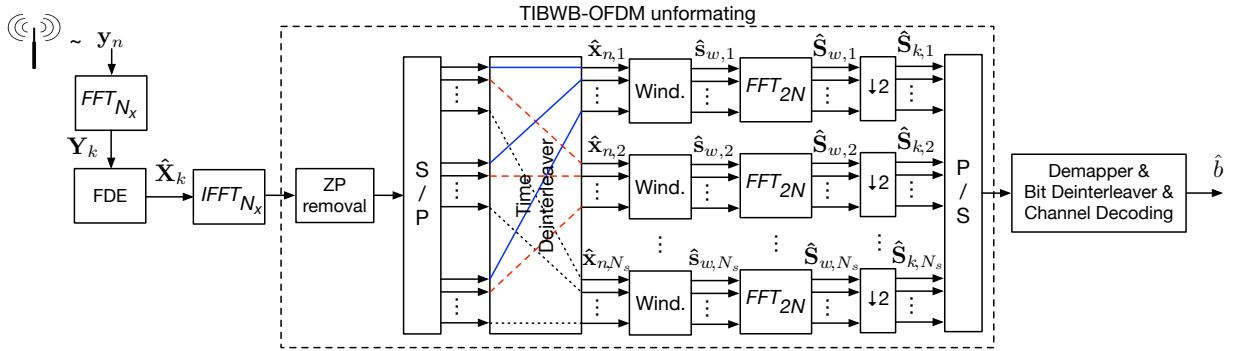 TIBWB-OFDM unformating
~ y_n
FFT_{N_x}
Y_k
FDE
X̂_k
IFFT_{N_x}
ZP
removal
S / P
Time
Deinterleaver
x̂_{n,1} ŝ_{w,1} Ŝ_{w,1} Ŝ_{k,1}
Wind. FFT_{2N} ↓2
x̂_{n,2} ŝ_{w,2} Ŝ_{w,2} Ŝ_{k,2}
Wind. FFT_{2N} ↓2
x̂_{n,N_s} ŝ_{w,N_s} Ŝ_{w,N_s} Ŝ_{k,N_s}
Wind. FFT_{2N} ↓2
P / S
Demapper &
Bit Deinterleaver &
Channel Decoding
b̂